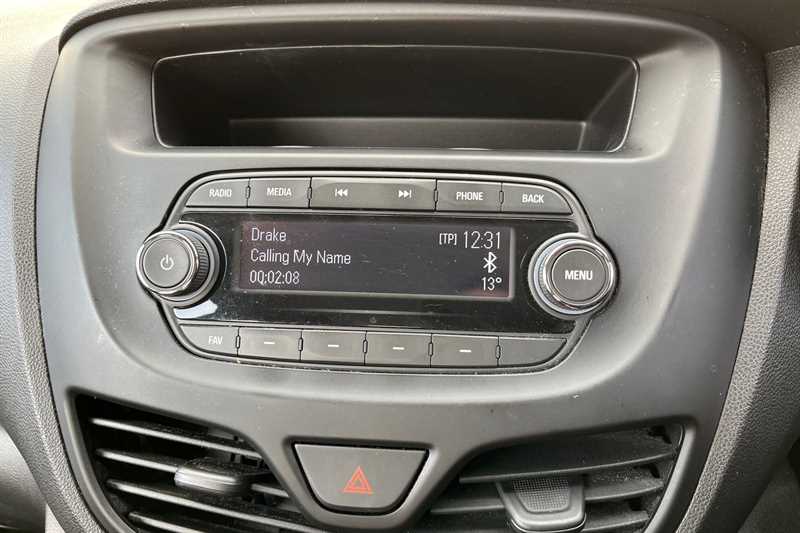 RADIO MEDIA PHONE BACK
Drake [TP] 12:31
Calling My Name
00:02:08 13°
MENU
FAV